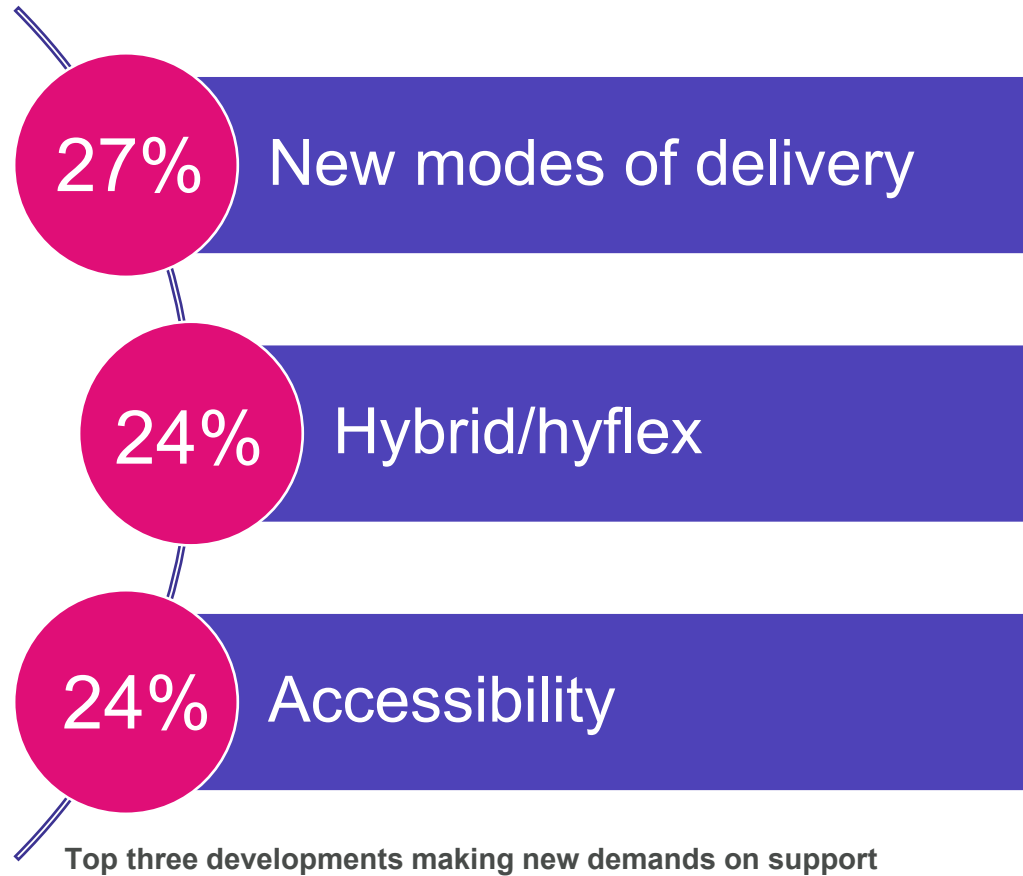 27%
New modes of delivery
24%
Hybrid/hyflex
24%
Accessibility
Top three developments making new demands on support